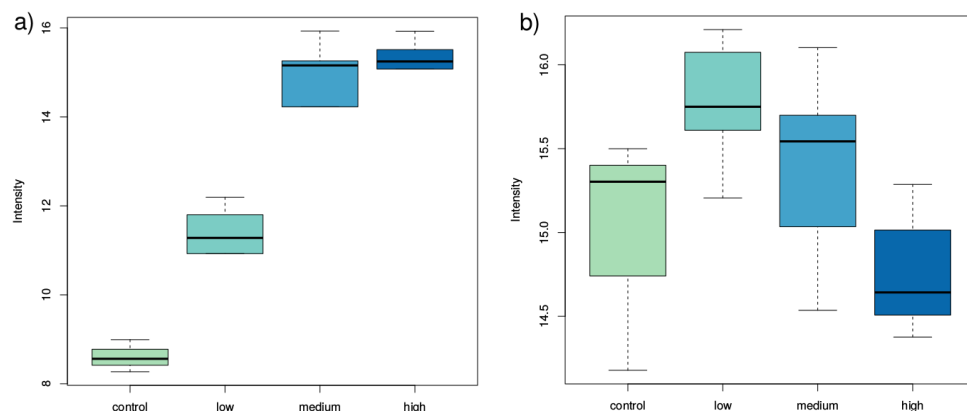 a)
16
14
12
10
8
Intensity
control low medium high
b)
16.0
15.5
15.0
14.5
Intensity
control low medium high